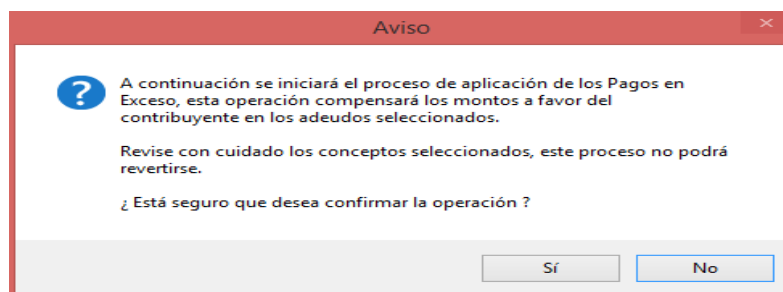 Aviso
A continuación se iniciará el proceso de aplicación de los Pagos en
Exceso, esta operación compensará los montos a favor del
contribuyente en los adeudos seleccionados.
Revise con cuidado los conceptos seleccionados, este proceso no podrá
revertirse.
¿ Está seguro que desea confirmar la operación ?
Sí
No